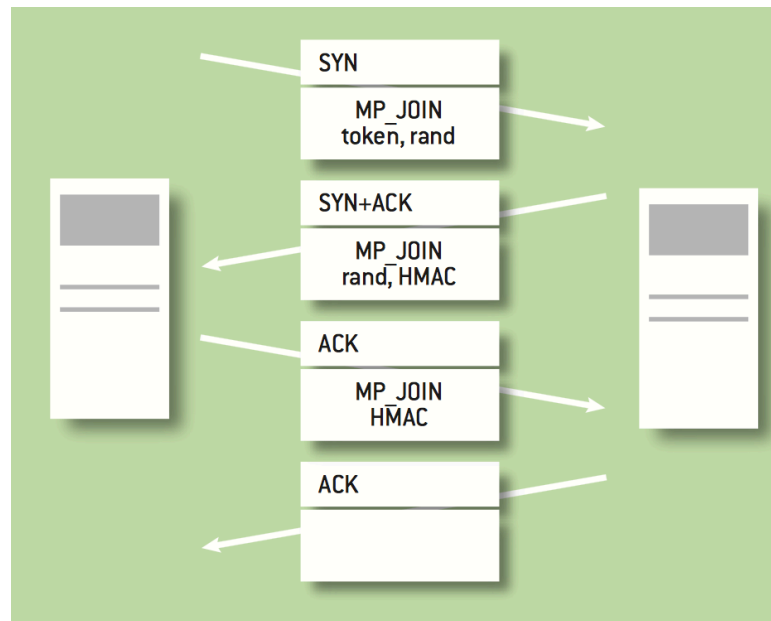 SYN
MP_JOIN
token, rand
SYN+ACK
MP_JOIN
rand, HMAC
ACK
MP_JOIN
HMAC
ACK